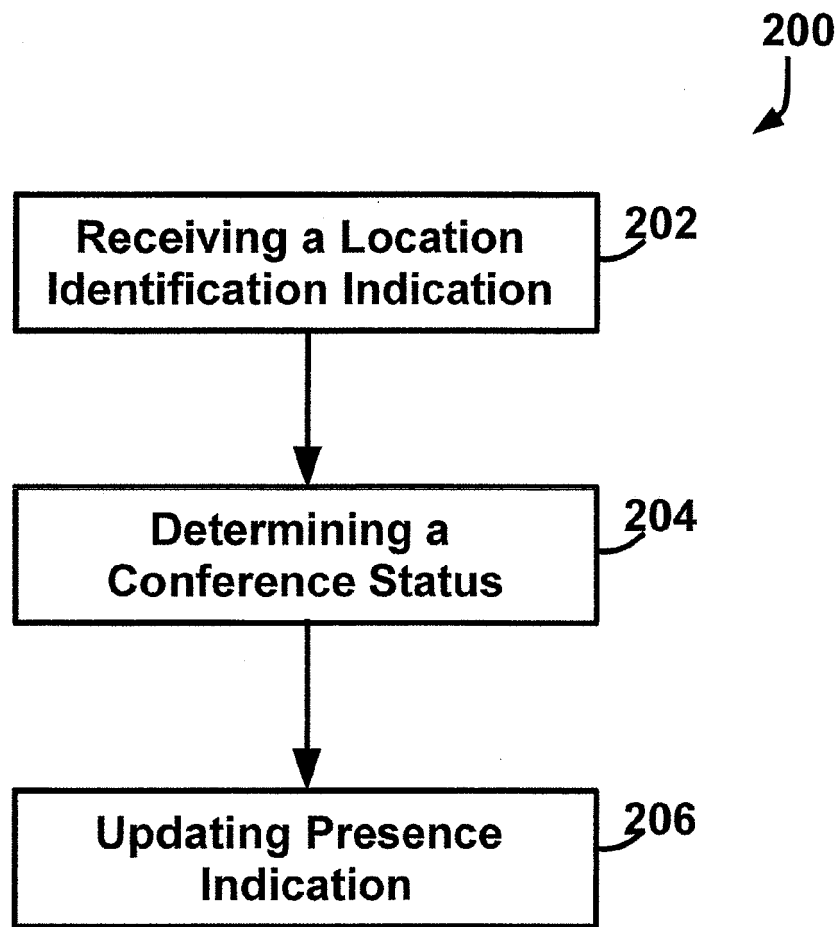 200
Receiving a Location
Identification Indication
202
Determining a
Conference Status
204
Updating Presence
Indication
206